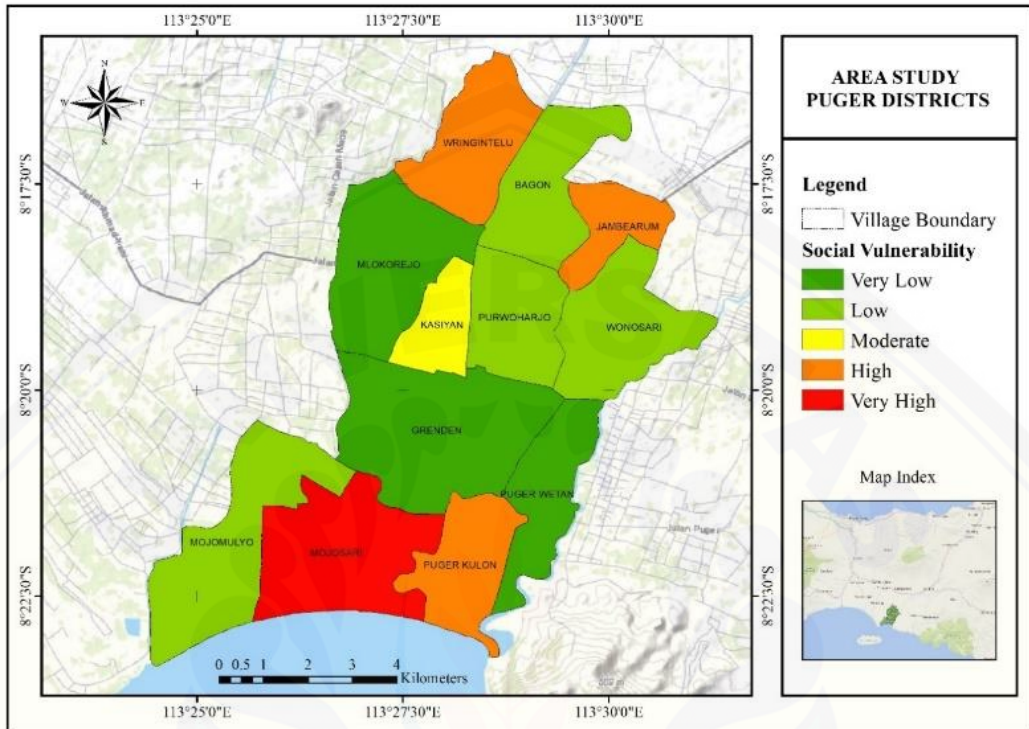 113°25'0"E 113°27'30"E 113°30'0"E
N
W E
S
8°17'30"S
8°20'0"S
8°22'30"S
WRINGINTELU
BAGON
JAMBEARUM
MLOKOREJO
KASIYAN
PURWOHARJO
WONOSARI
GRENDEN
PUGER WETAN
MOJOMULYO
MOJOSARI
PUGER KULON
Jalan Puger
0 0.5 1 2 3 4
Kilometers
113°25'0"E 113°27'30"E 113°30'0"E
8°17'30"S
8°20'0"S
8°22'30"S
AREA STUDY
PUGER DISTRICTS
Legend
Village Boundary
Social Vulnerability
Very Low
Low
Moderate
High
Very High
Map Index